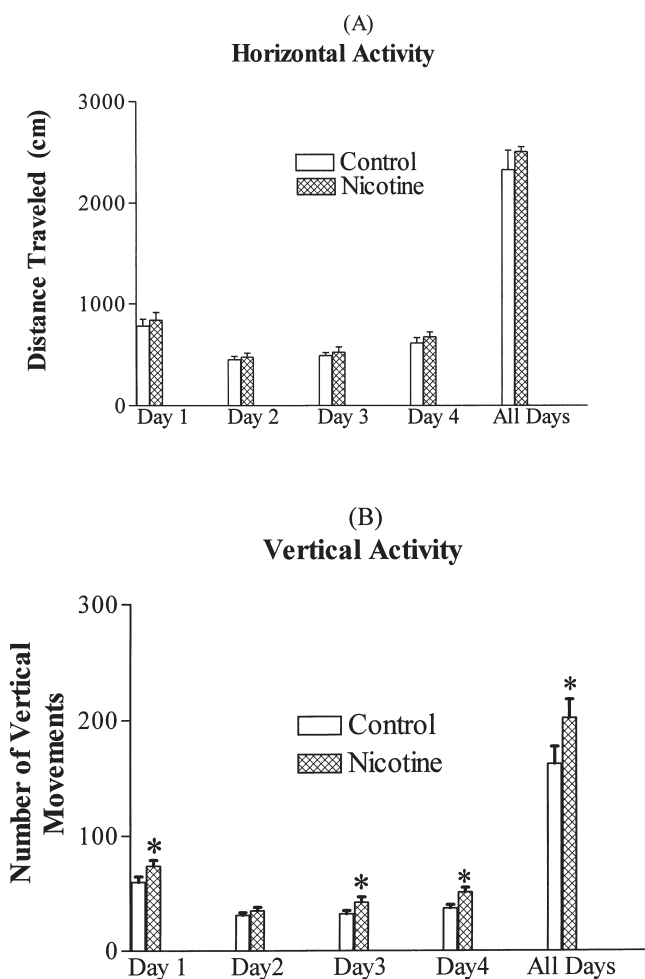 (A)
Horizontal Activity
Distance Traveled (cm)
3000
2000
1000
0
Control
Nicotine
Day 1 Day 2 Day 3 Day 4 All Days
(B)
Vertical Activity
Number of Vertical
Movements
300
200
100
0
Control
Nicotine
*
*
*
*
Day 1 Day2 Day3 Day4 All Days